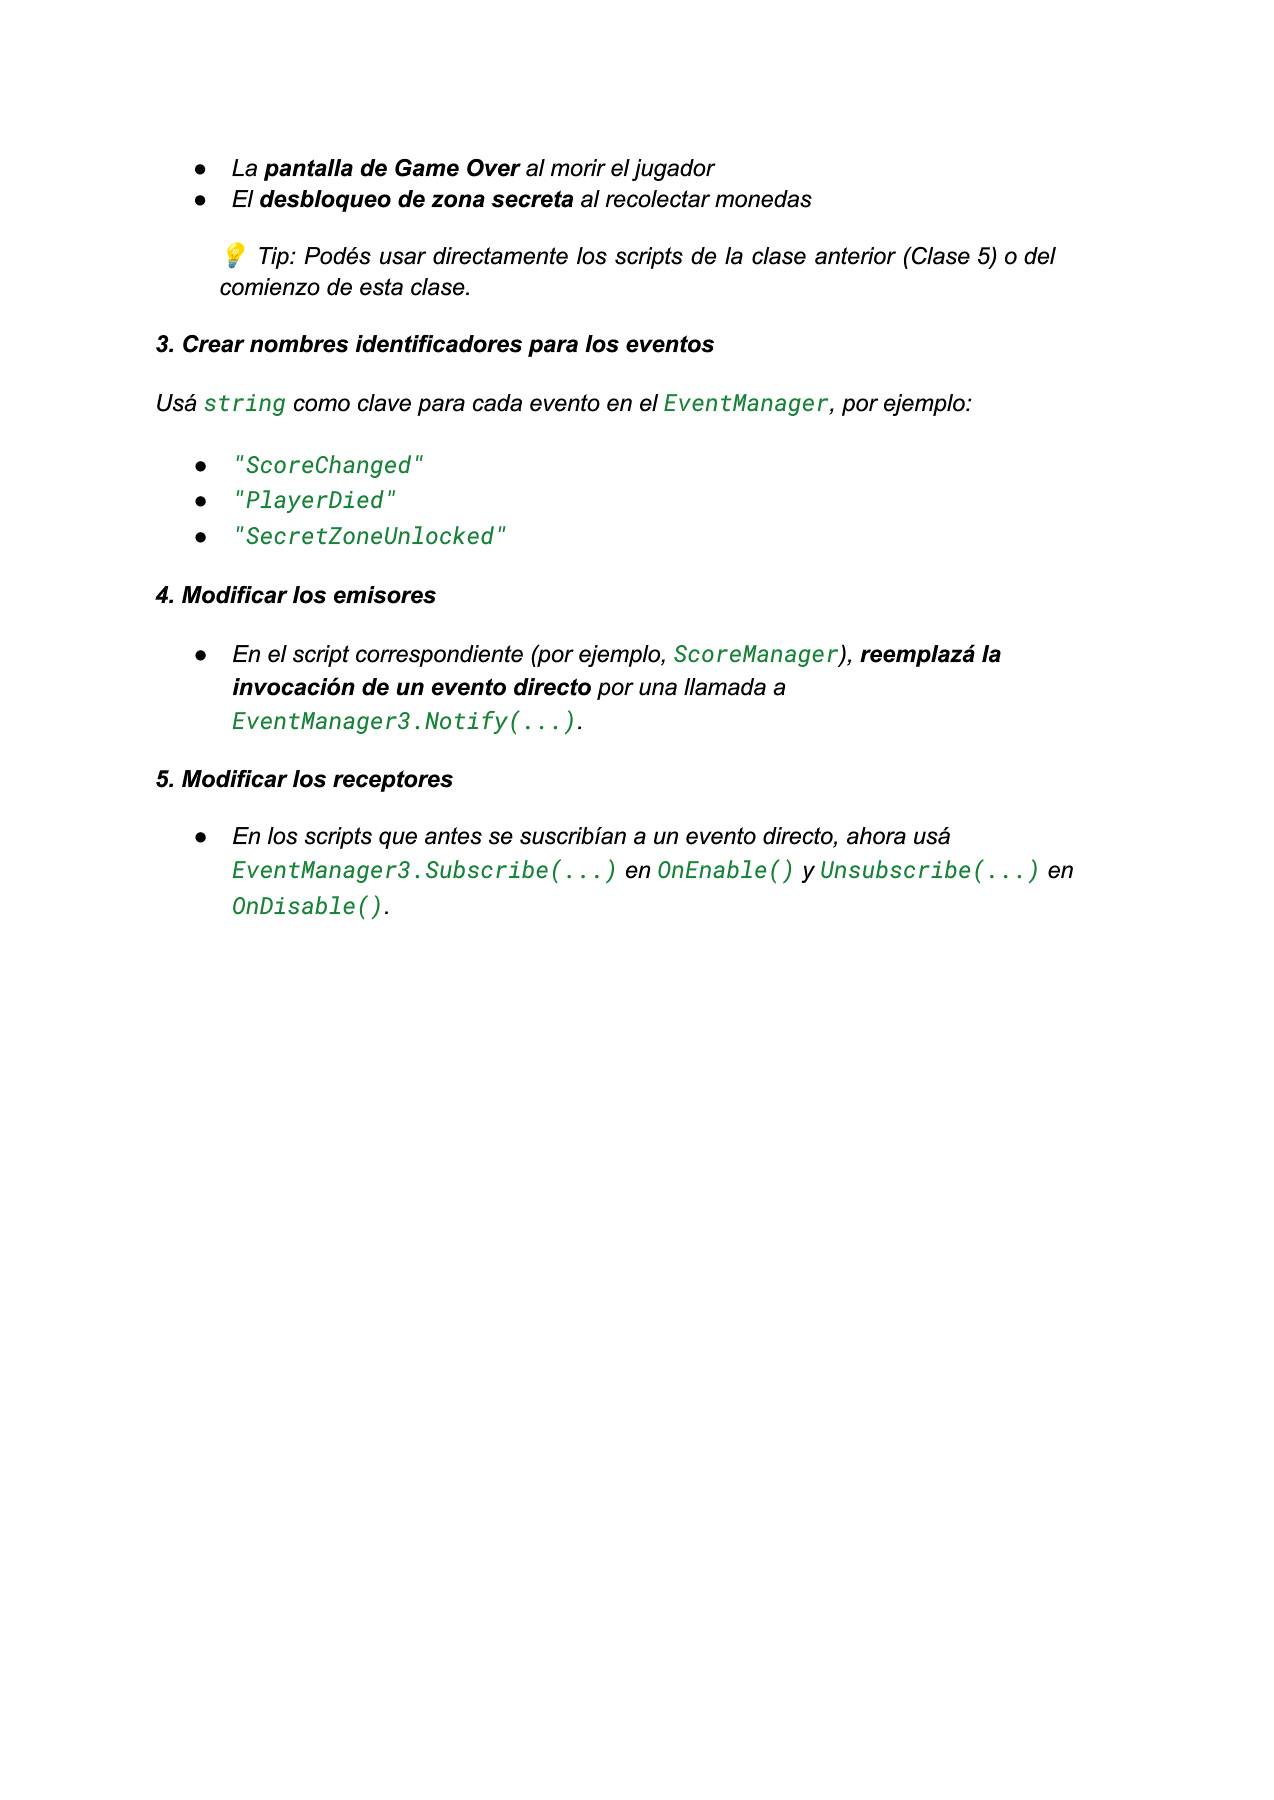 ● La pantalla de Game Over al morir el jugador
● El desbloqueo de zona secreta al recolectar monedas
💡 Tip: Podés usar directamente los scripts de la clase anterior (Clase 5) o del
comienzo de esta clase.
3. Crear nombres identificadores para los eventos
Usá string como clave para cada evento en el EventManager, por ejemplo:
● "ScoreChanged"
● "PlayerDied"
● "SecretZoneUnlocked"
4. Modificar los emisores
● En el script correspondiente (por ejemplo, ScoreManager), reemplazá la
invocación de un evento directo por una llamada a
EventManager3.Notify(...).
5. Modificar los receptores
● En los scripts que antes se suscribían a un evento directo, ahora usá
EventManager3.Subscribe(...) en OnEnable() y Unsubscribe(...) en
OnDisable().